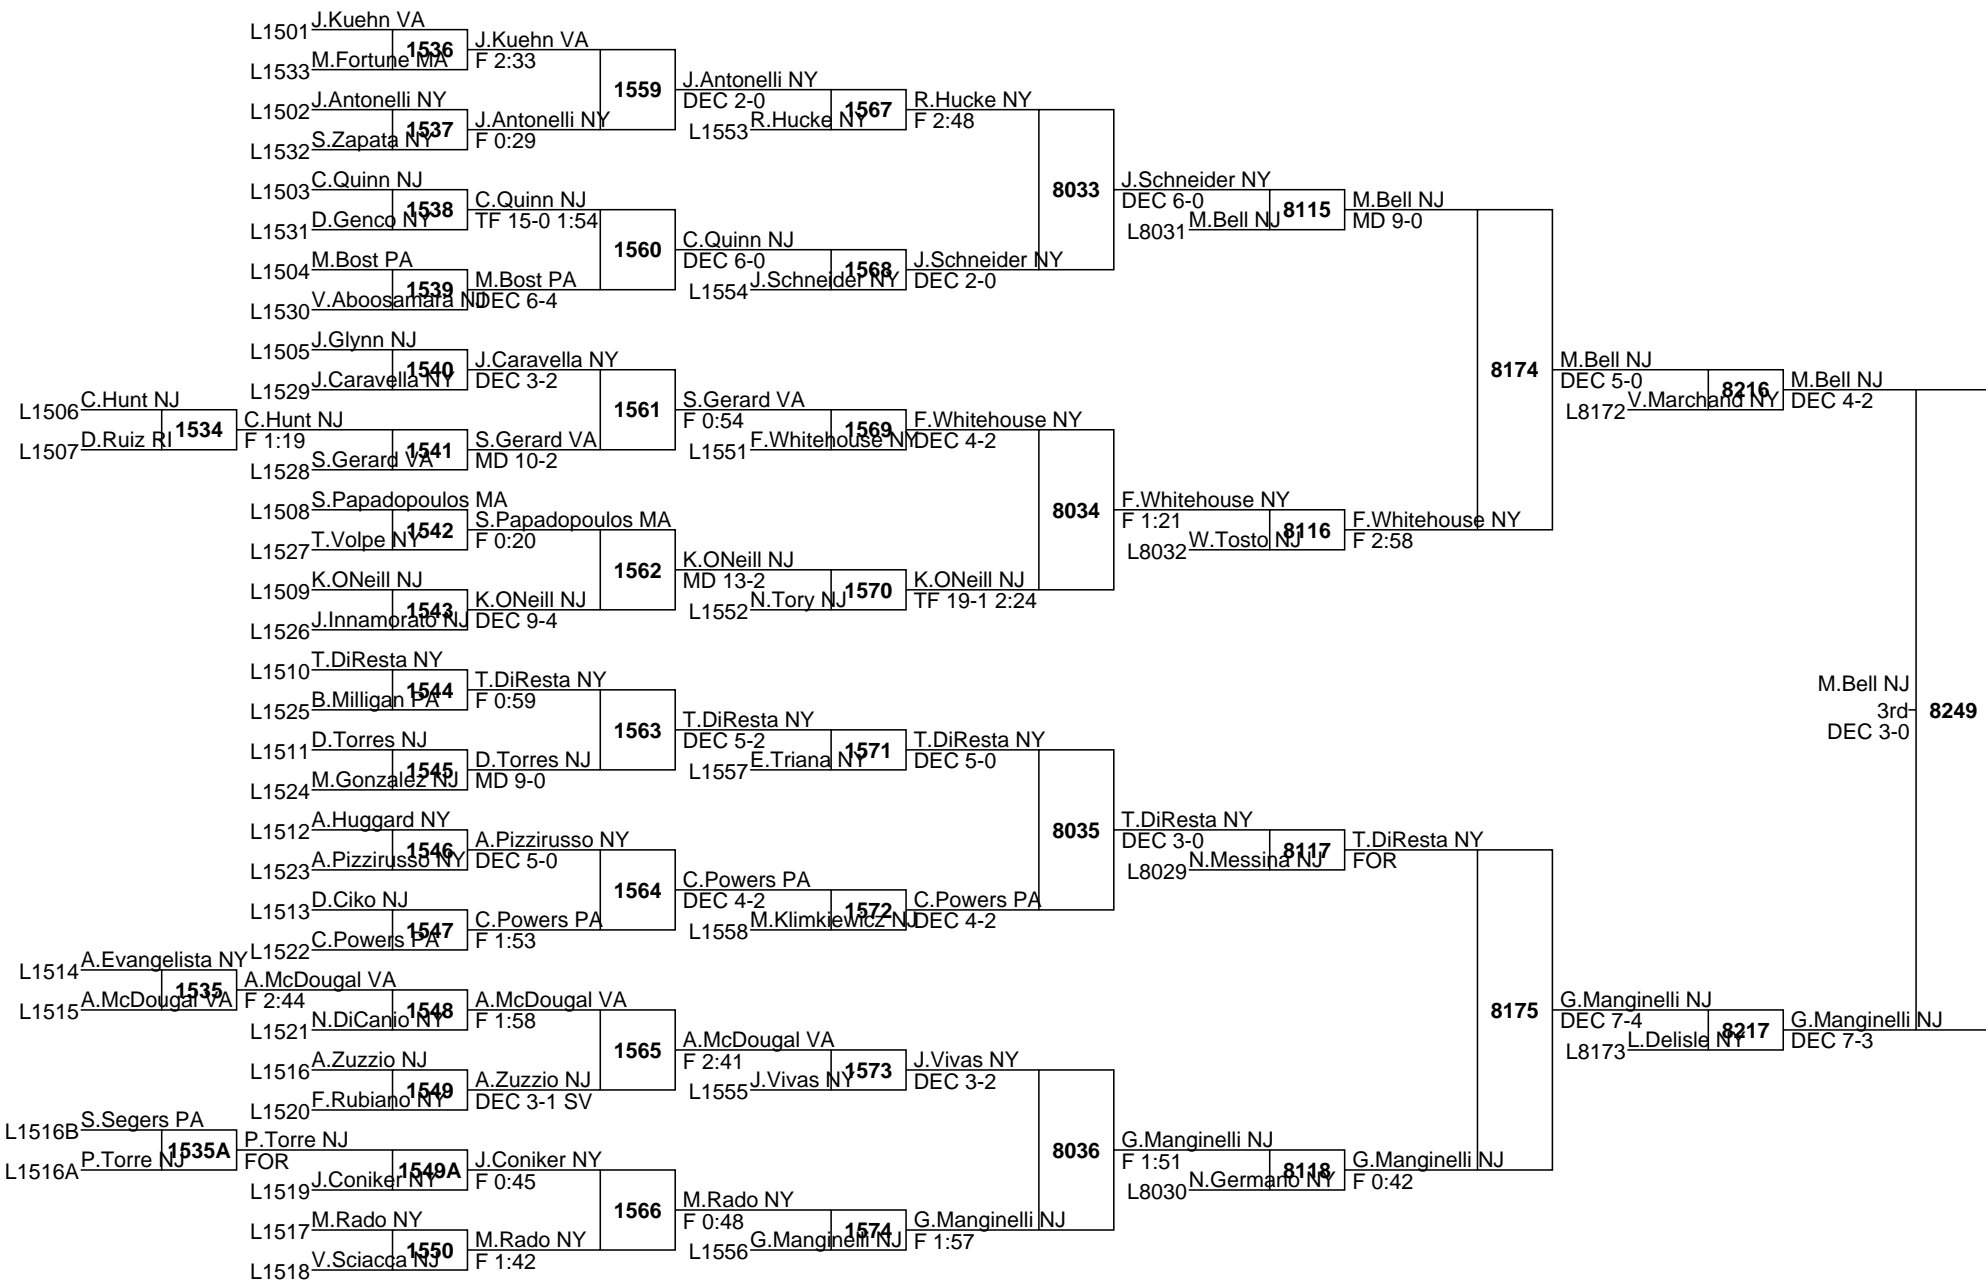 L1501 J.Kuehn VA
1536
L1533 M.Fortune MA
J.Kuehn VA
F 2:33
1559
L1502 J.Antonelli NY
1537
L1532 S.Zapata NY
J.Antonelli NY
F 0:29
J.Antonelli NY
DEC 2-0
1567
L1553 R.Hucke NY
R.Hucke NY
F 2:48
L1503 C.Quinn NJ
1538
L1531 D.Genco NY
C.Quinn NJ
TF 15-0 1:54
1560
L1504 M.Bost PA
1539
L1530 V.Aboosamara NJ
M.Bost PA
DEC 6-4
C.Quinn NJ
DEC 6-0
1568
L1554 J.Schneider NY
J.Schneider NY
DEC 2-0
8033
J.Schneider NY
DEC 6-0
8115
L8031 M.Bell NJ
M.Bell NJ
MD 9-0
L1505 J.Glynn NJ
1540
L1529 J.Caravella NY
J.Caravella NY
DEC 3-2
1561
L1506 C.Hunt NJ
1534
L1507 D.Ruiz RI
C.Hunt NJ
F 1:19
1541
L1528 S.Gerard VA
S.Gerard VA
MD 10-2
S.Gerard VA
F 0:54
1569
L1551 F.Whitehouse NY
F.Whitehouse NY
DEC 4-2
L1508 S.Papadopoulos MA
1542
L1527 T.Volpe NY
S.Papadopoulos MA
F 0:20
1562
L1509 K.ONeill NJ
1543
L1526 J.Innamorato NJ
K.ONeill NJ
DEC 9-4
K.ONeill NJ
MD 13-2
1570
L1552 N.Tory NJ
K.ONeill NJ
TF 19-1 2:24
8034
F.Whitehouse NY
F 1:21
8116
L8032 W.Tosto NJ
F.Whitehouse NY
F 2:58
8174
M.Bell NJ
DEC 5-0
8216
L8172 V.Marchand NY
M.Bell NJ
DEC 4-2
L1510 T.DiResta NY
1544
L1525 B.Milligan PA
T.DiResta NY
F 0:59
1563
L1511 D.Torres NJ
1545
L1524 M.Gonzalez NJ
D.Torres NJ
MD 9-0
T.DiResta NY
DEC 5-2
1571
L1557 E.Triana NY
T.DiResta NY
DEC 5-0
L1512 A.Huggard NY
1546
L1523 A.Pizzirusso NY
A.Pizzirusso NY
DEC 5-0
1564
L1513 D.Ciko NJ
1547
L1522 C.Powers PA
C.Powers PA
F 1:53
C.Powers PA
DEC 4-2
1572
L1558 M.Klimkiewicz NJ
C.Powers PA
DEC 4-2
8035
T.DiResta NY
DEC 3-0
8117
L8029 N.Messina NJ
T.DiResta NY
FOR
L1514 A.Evangelista NY
1535
L1515 A.McDougal VA
A.McDougal VA
F 2:44
1548
L1521 N.DiCanio NY
A.McDougal VA
F 1:58
1565
L1516 A.Zuzzio NJ
1549
L1520 F.Rubiano NY
A.Zuzzio NJ
DEC 3-1 SV
A.McDougal VA
F 2:41
1573
L1555 J.Vivas NY
J.Vivas NY
DEC 3-2
L1516B S.Segers PA
1535A
L1516A P.Torre NJ
P.Torre NJ
FOR
1549A
L1519 J.Coniker NY
J.Coniker NY
F 0:45
1566
L1517 M.Rado NY
1550
L1518 V.Sciacca NJ
M.Rado NY
F 1:42
M.Rado NY
F 0:48
1574
L1556 G.Manginelli NJ
G.Manginelli NJ
F 1:57
8036
G.Manginelli NJ
F 1:51
8118
L8030 N.Germano NY
G.Manginelli NJ
F 0:42
8175
G.Manginelli NJ
DEC 7-4
8217
L8173 L.Delisle NY
G.Manginelli NJ
DEC 7-3
M.Bell NJ
3rd
DEC 3-0
8249